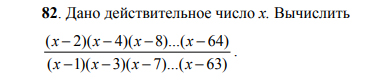 82. Дано действительное число x. Вычислить
(x−2)(x−4)(x−8)...(x−64)
(x−1)(x−3)(x−7)...(x−63) .